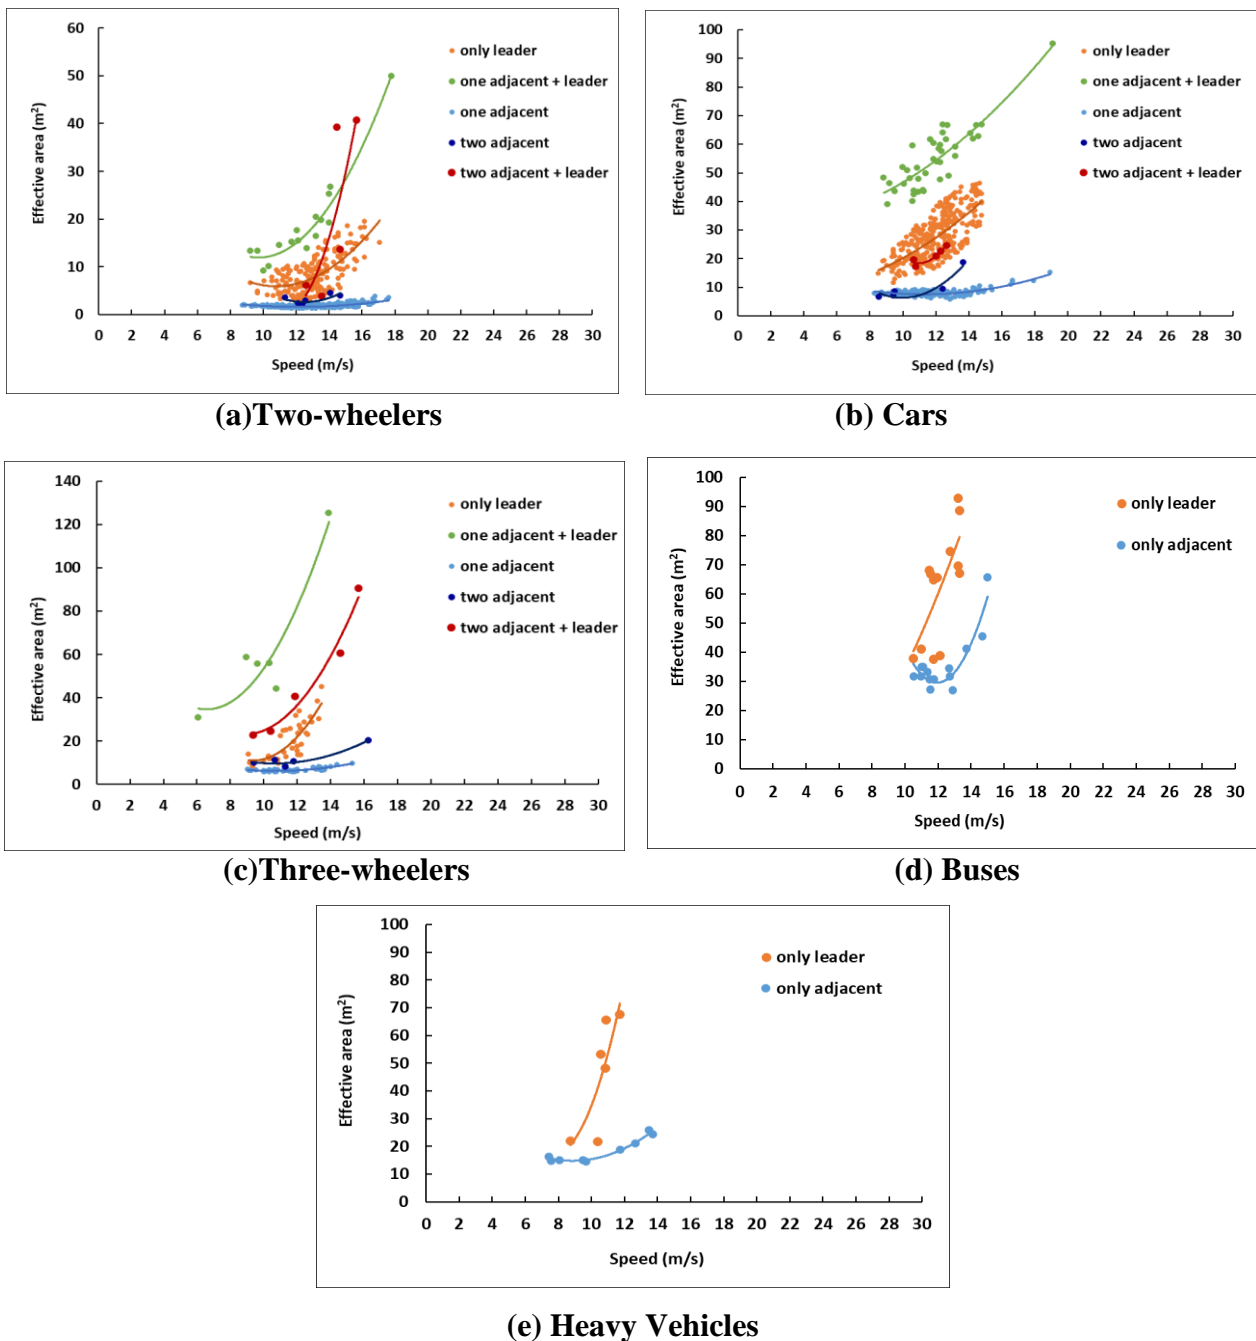 60
50
40
30
20
10
0
0 2 4 6 8 10 12 14 16 18 20 22 24 26 28 30
Effective area (m²)
Speed (m/s)
only leader
one adjacent + leader
one adjacent
two adjacent
two adjacent + leader
(a)Two-wheelers
100
90
80
70
60
50
40
30
20
10
0
0 2 4 6 8 10 12 14 16 18 20 22 24 26 28 30
Effective area (m²)
Speed (m/s)
only leader
one adjacent + leader
one adjacent
two adjacent
two adjacent + leader
(b) Cars
140
120
100
80
60
40
20
0
0 2 4 6 8 10 12 14 16 18 20 22 24 26 28 30
Effective area (m²)
Speed (m/s)
only leader
one adjacent + leader
one adjacent
two adjacent
two adjacent + leader
(c)Three-wheelers
100
90
80
70
60
50
40
30
20
10
0
0 2 4 6 8 10 12 14 16 18 20 22 24 26 28 30
Effective area (m²)
Speed (m/s)
only leader
only adjacent
(d) Buses
100
90
80
70
60
50
40
30
20
10
0
0 2 4 6 8 10 12 14 16 18 20 22 24 26 28 30
Effective area (m²)
Speed (m/s)
only leader
only adjacent
(e) Heavy Vehicles